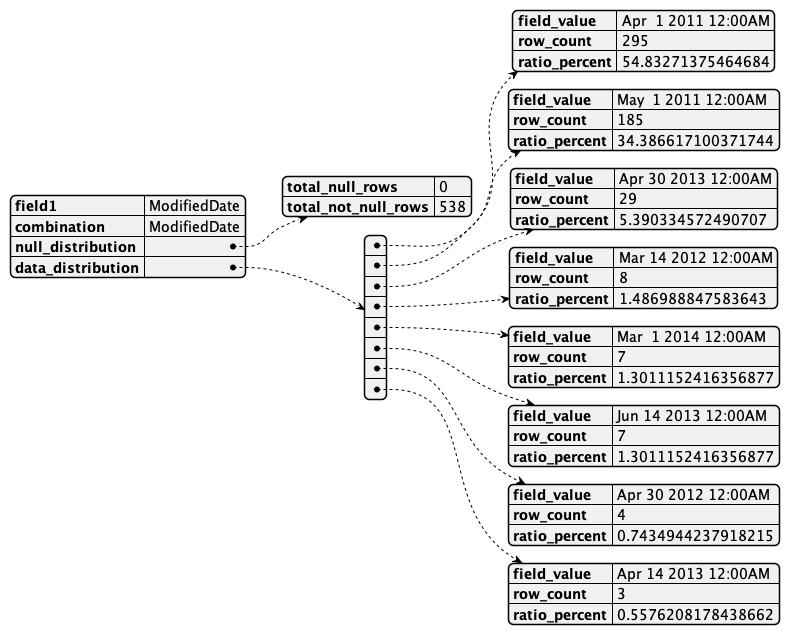 field1 ModifiedDate
combination ModifiedDate
null_distribution
data_distribution
total_null_rows 0
total_not_null_rows 538
field_value Apr 1 2011 12:00AM
row_count 295
ratio_percent 54.83271375464684
field_value May 1 2011 12:00AM
row_count 185
ratio_percent 34.386617100371744
field_value Apr 30 2013 12:00AM
row_count 29
ratio_percent 5.390334572490707
field_value Mar 14 2012 12:00AM
row_count 8
ratio_percent 1.486988847583643
field_value Mar 1 2014 12:00AM
row_count 7
ratio_percent 1.3011152416356877
field_value Jun 14 2013 12:00AM
row_count 7
ratio_percent 1.3011152416356877
field_value Apr 30 2012 12:00AM
row_count 4
ratio_percent 0.7434944237918215
field_value Apr 14 2013 12:00AM
row_count 3
ratio_percent 0.5576208178438662